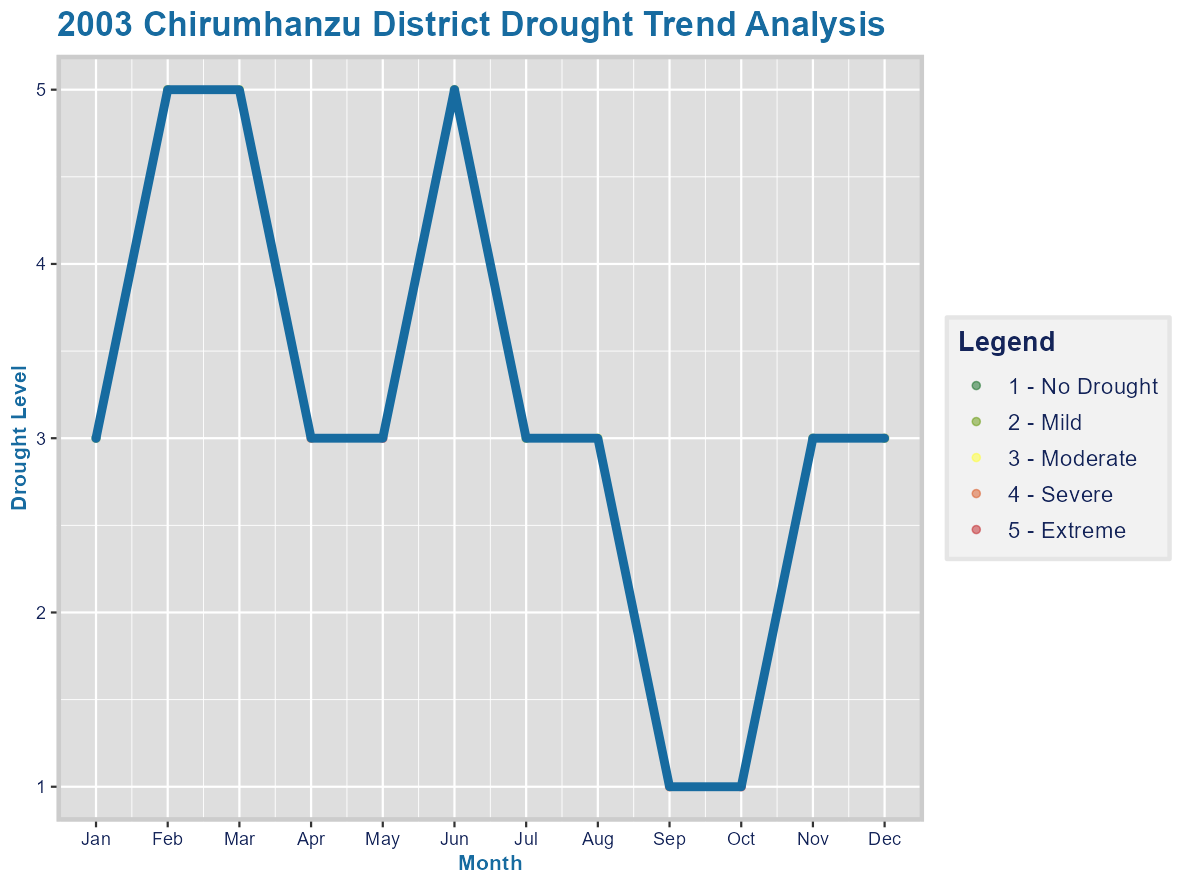 2003 Chirumhanzu District Drought Trend Analysis
Drought Level
5
4
3
2
1
Jan Feb Mar Apr May Jun Jul Aug Sep Oct Nov Dec
Month
Legend
1 - No Drought
2 - Mild
3 - Moderate
4 - Severe
5 - Extreme